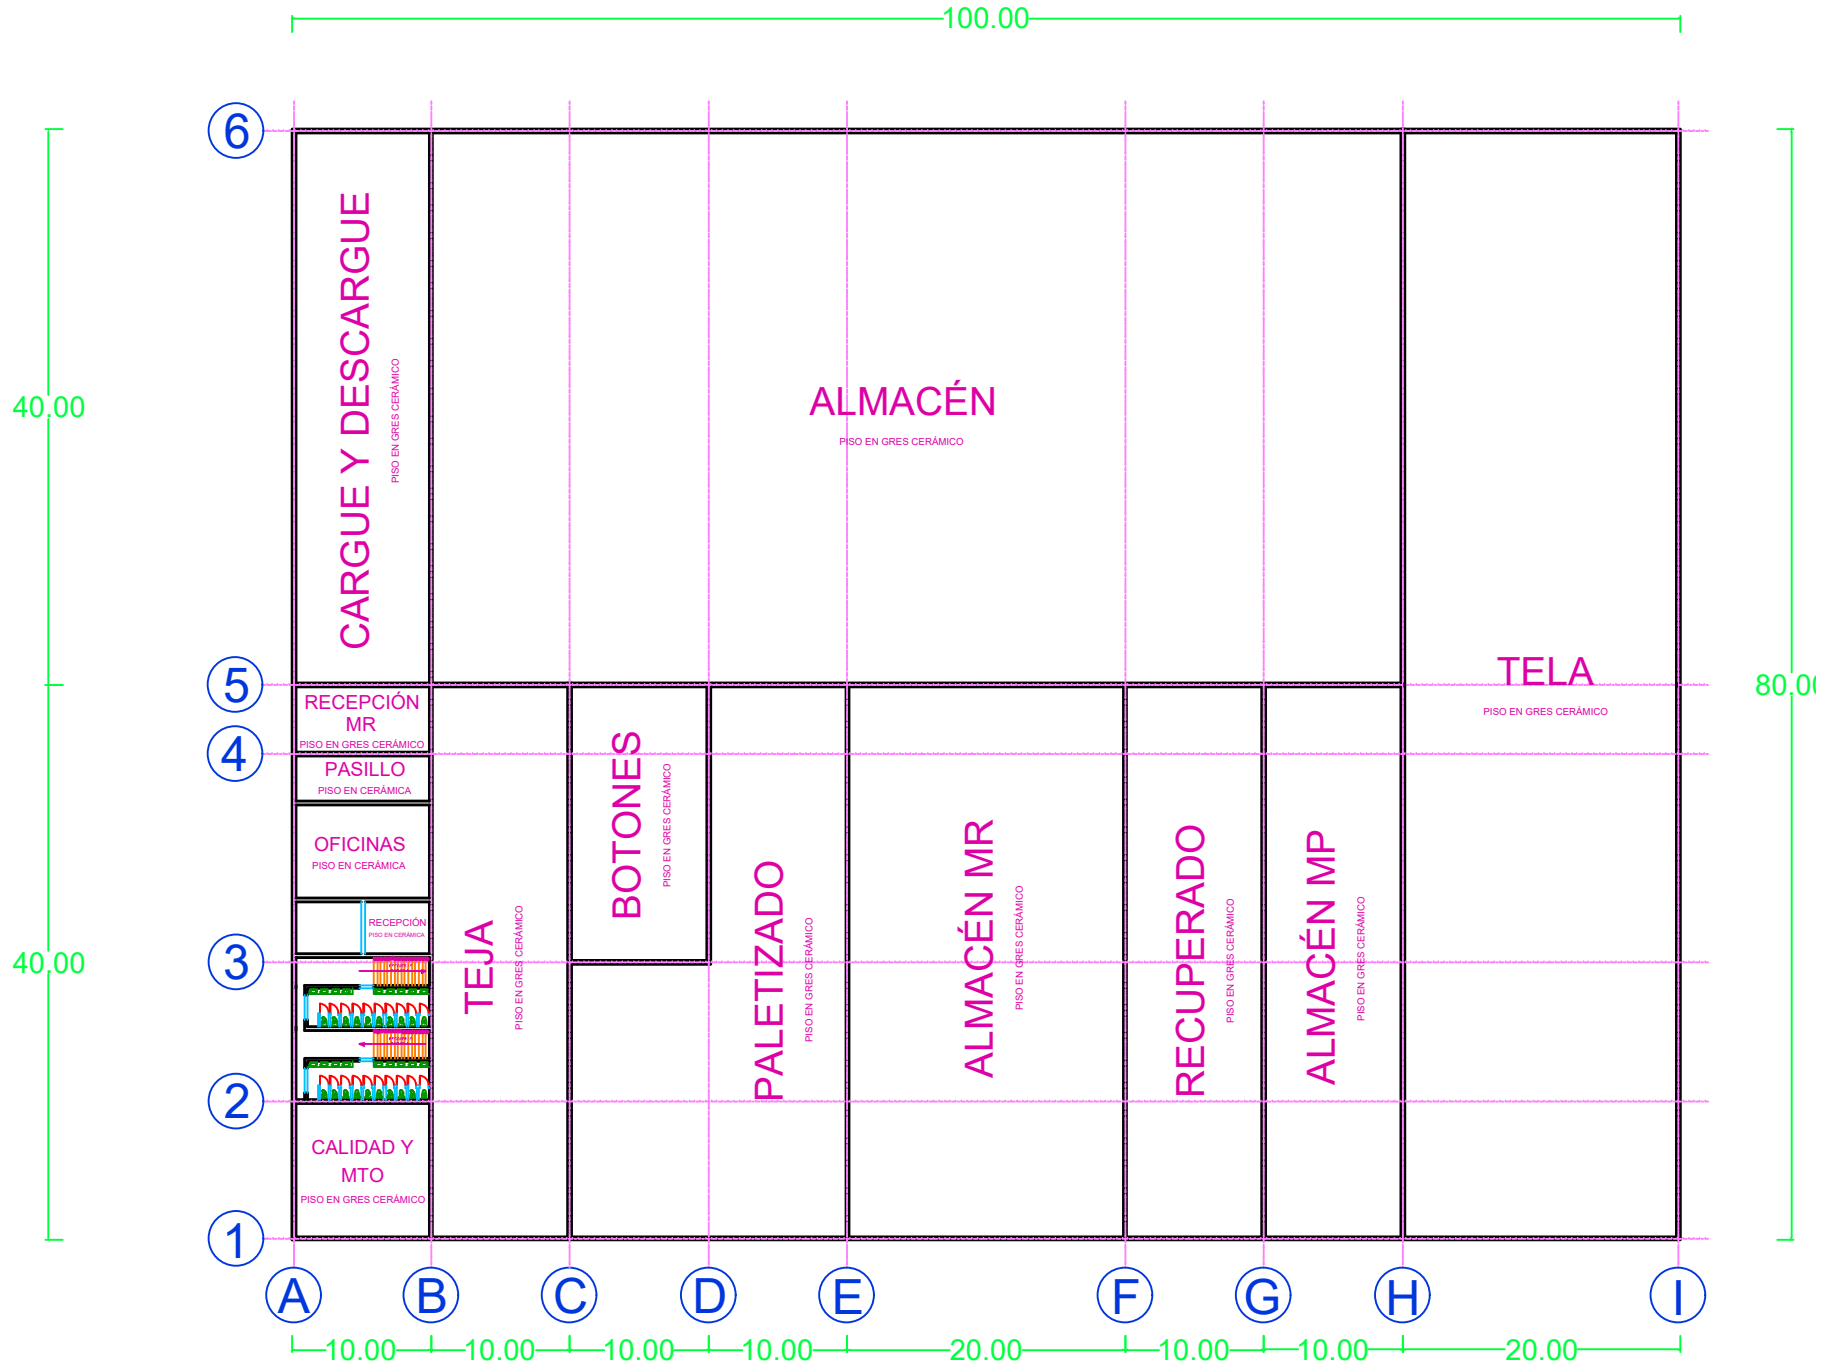 100.00
6
CARGUE Y DESCARGUE
PISO EN GRES CERÁMICO
40.00
ALMACÉN
PISO EN GRES CERÁMICO
TELA
PISO EN GRES CERÁMICO
80.00
5
RECEPCIÓN
MR
PISO EN GRES CERÁMICO
4
PASILLO
PISO EN CERÁMICA
OFICINAS
PISO EN CERÁMICA
RECEPCIÓN
PISO EN CERÁMICA
40.00
3
TEJA
PISO EN GRES CERÁMICO
BOTONES
PISO EN GRES CERÁMICO
PALETIZADO
PISO EN GRES CERÁMICO
ALMACÉN MR
PISO EN GRES CERÁMICO
RECUPERADO
PISO EN GRES CERÁMICO
ALMACÉN MP
PISO EN GRES CERÁMICO
2
CALIDAD Y
MTO
PISO EN GRES CERÁMICO
1
A B C D E F G H I
10.00 10.00 10.00 10.00 20.00 10.00 10.00 20.00